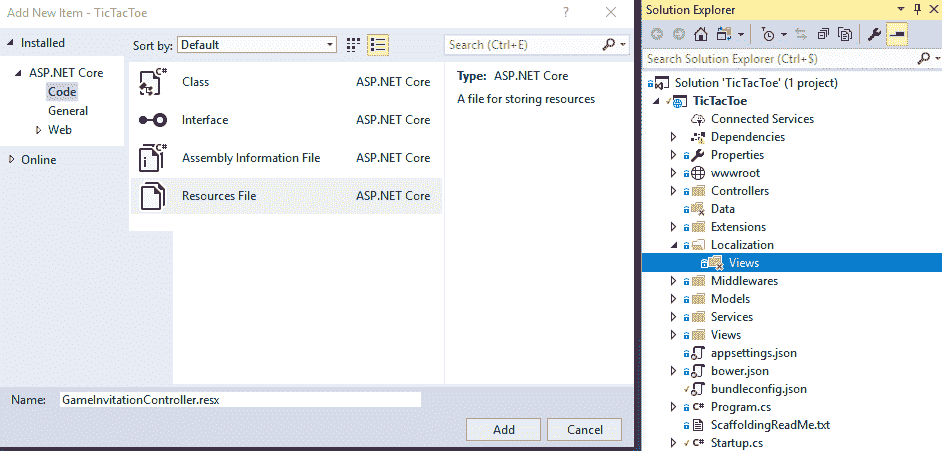 Add New Item - TicTacToe
?
Installed
ASP.NET Core
Code
General
Web
Online
Sort by: Default
Search (Ctrl+E)
Class ASP.NET Core
Interface ASP.NET Core
Assembly Information File ASP.NET Core
Resources File ASP.NET Core
Type: ASP.NET Core
A file for storing resources
Name: GameInvitationController.resx
Add Cancel
Solution Explorer
Search Solution Explorer (Ctrl+$)
Solution 'TicTacToe' (1 project)
TicTacToe
Connected Services
Dependencies
Properties
wwwroot
Controllers
Data
Extensions
Localization
Views
Middlewares
Models
Services
Views
appsettings.json
bower.json
bundleconfig.json
C# Program.cs
ScaffoldingReadMe.txt
C# Startup.cs